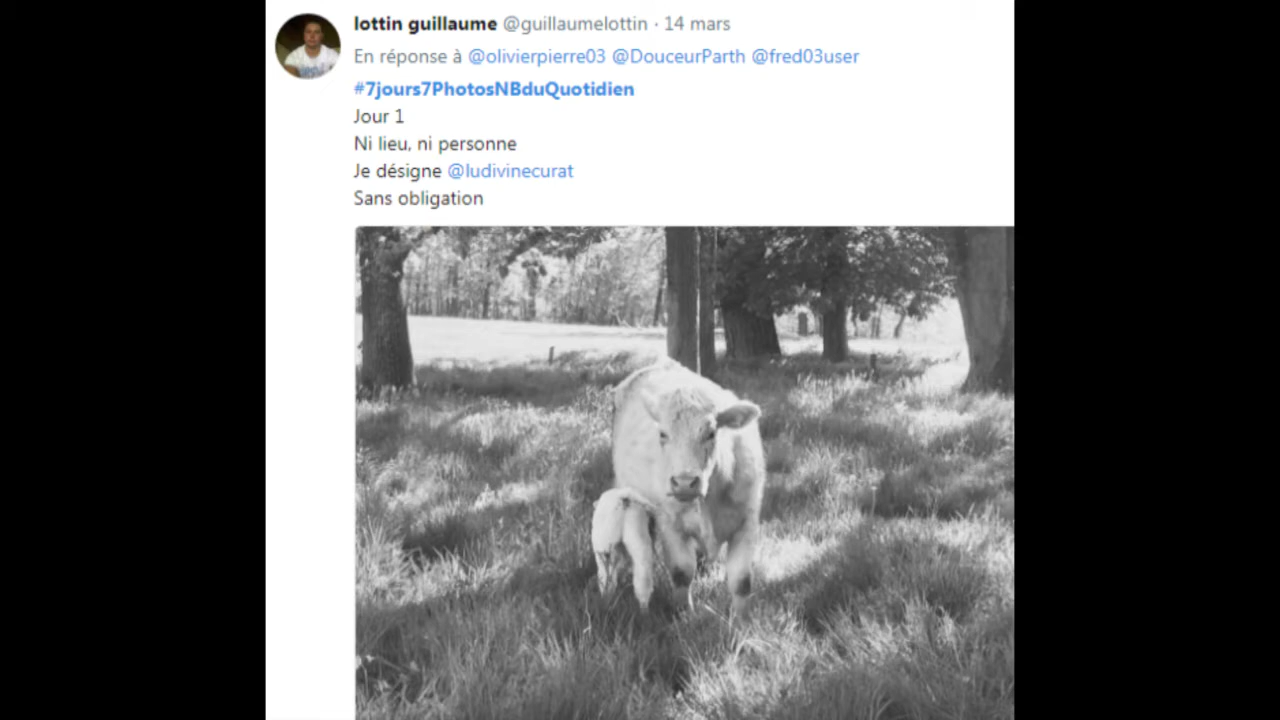 lottin guillaume @guillaumelottin · 14 mars
En réponse à @olivierpierre03 @DouceurParth @fred03user
#7jours7PhotosNBduQuotidien
Jour 1
Ni lieu, ni personne
Je désigne @ludivinecurat
Sans obligation